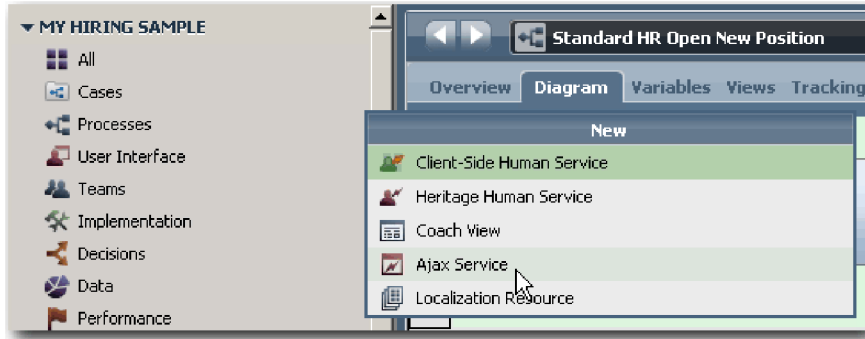 MY HIRING SAMPLE
All
Cases
Processes
User Interface
Teams
Implementation
Decisions
Data
Performance
Standard HR Open New Position
Overview Diagram Variables Views Tracking
New
Client-Side Human Service
Heritage Human Service
Coach View
Ajax Service
Localization Resource